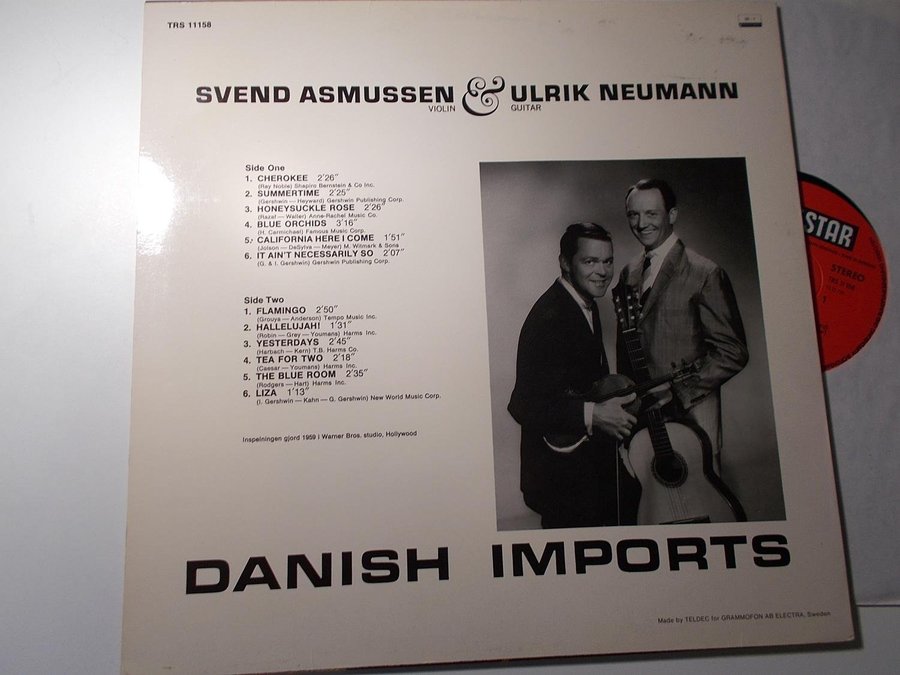 TRS 11158
SVEND ASMUSSEN & ULRIK NEUMANN
VIOLIN GUITAR
Side One
1. CHEROKEE 2'26"
(Ray Noble) Shapiro Bernstein & Co Inc.
2. SUMMERTIME 2'25"
(Gershwin — Heyward) Gershwin Publishing Corp.
3. HONEYSUCKLE ROSE 2'26"
(Razaf — Waller) Anne-Rachel Music Co.
4. BLUE ORCHIDS 3'16"
(H. Carmichael) Famous Music Corp.
5. CALIFORNIA HERE I COME 1'51"
(Jolson — DeSylva — Meyer) M. Witmark & Sons
6. IT AIN'T NECESSARILY SO 2'07"
(G. & I. Gershwin) Gershwin Publishing Corp.
Side Two
1. FLAMINGO 2'50"
(Grouya — Anderson) Tempo Music Inc.
2. HALLELUJAH! 1'31"
(Robin — Grey — Youmans) Harms Inc.
3. YESTERDAYS 2'45"
(Harbach — Kern) T.B. Harms Co.
4. TEA FOR TWO 2'18"
(Caesar — Youmans) Harms Inc.
5. THE BLUE ROOM 2'35"
(Rodgers — Hart) Harms Inc.
6. LIZA 1'13"
(I. Gershwin — Kahn — G. Gershwin) New World Music Corp.
Inspelningen gjord 1959 i Warner Bros. studio, Hollywood
DANISH IMPORTS
Made by TELDEC for GRAMMOFON AB ELECTRA, Sweden
STAR
STEREO
1